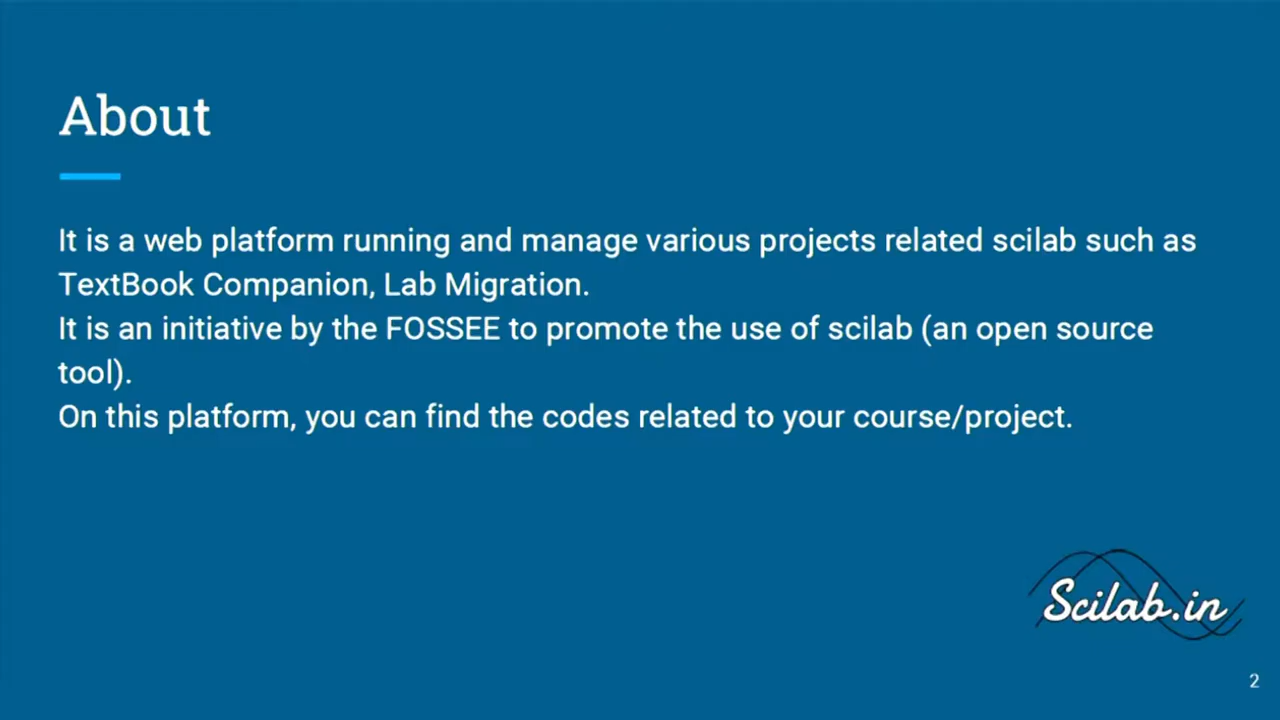 About
It is a web platform running and manage various projects related scilab such as
TextBook Companion, Lab Migration.
It is an initiative by the FOSSEE to promote the use of scilab (an open source
tool).
On this platform, you can find the codes related to your course/project.
Scilab.in
2